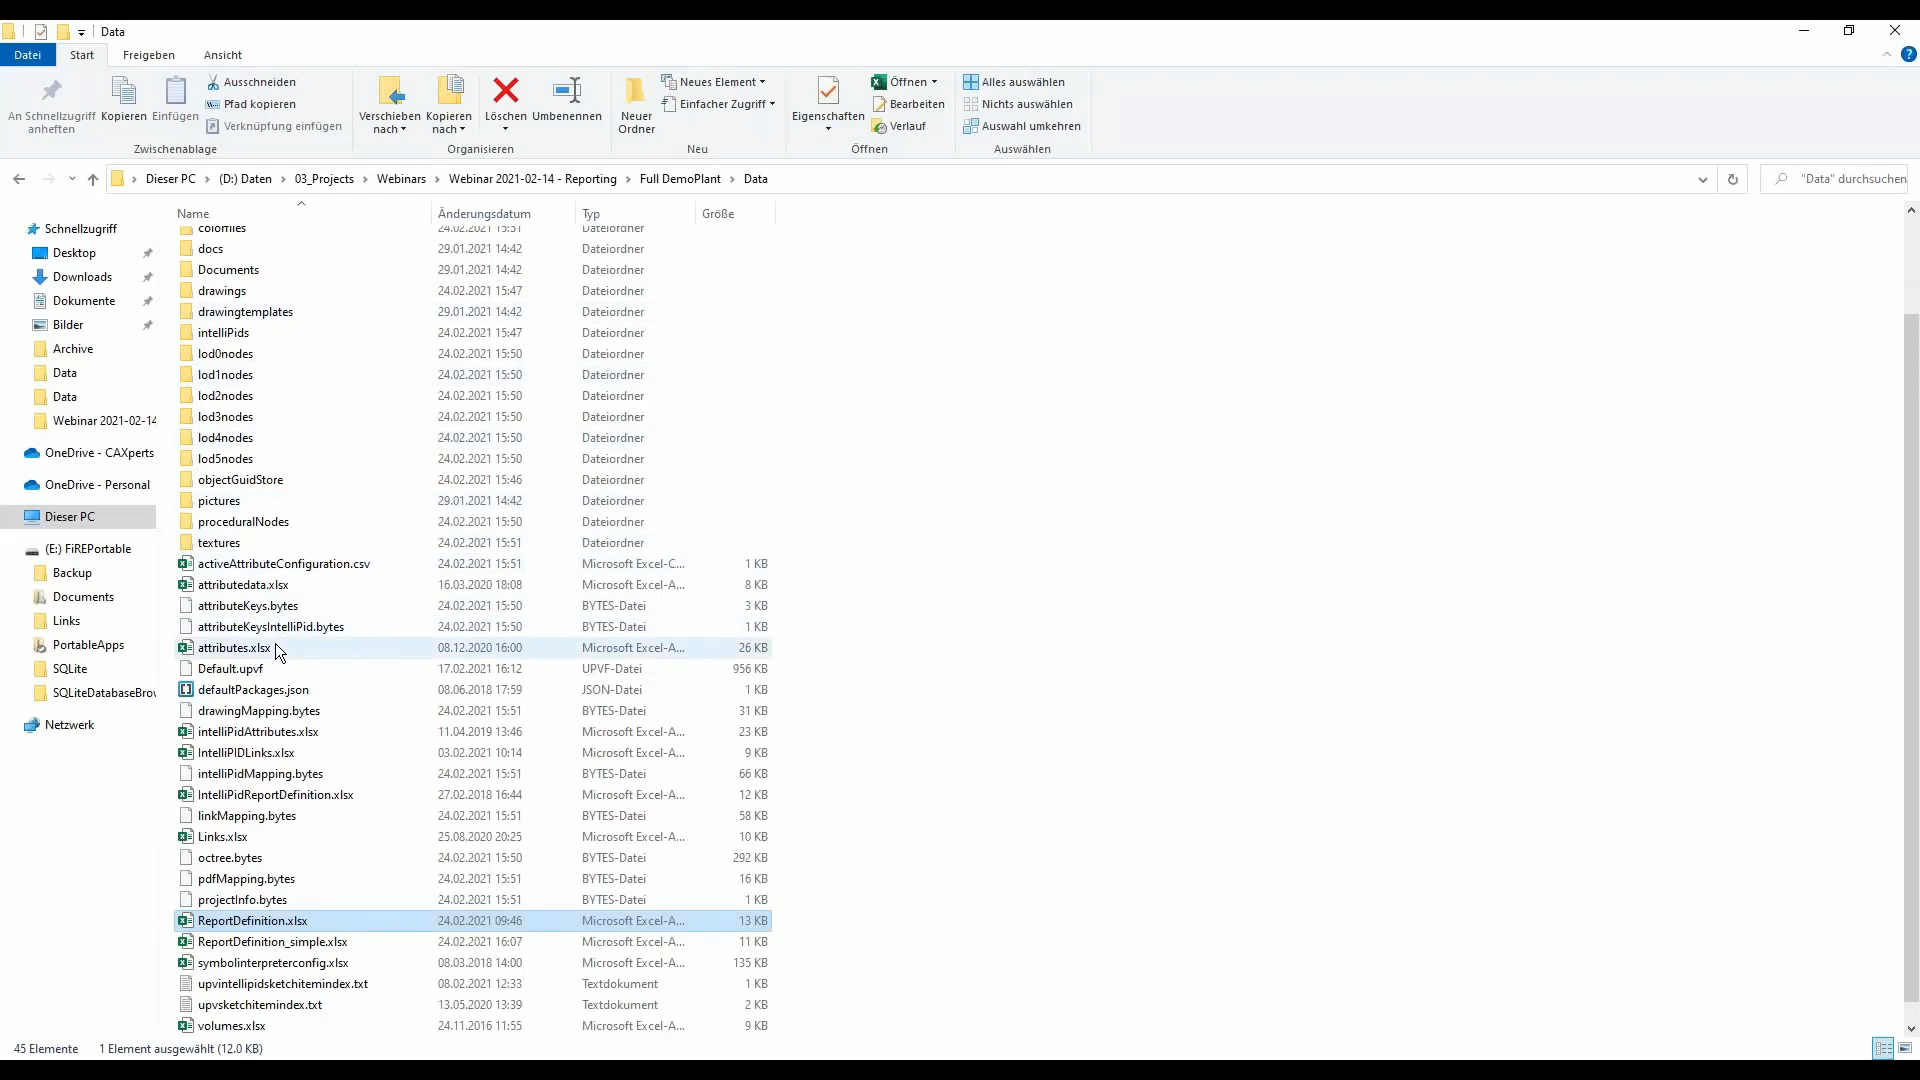 Data
Datei Start Freigeben Ansicht
An Schnellzugriff anheften
Kopieren
Einfügen
Ausschneiden
Pfad kopieren
Verknüpfung einfügen
Zwischenablage
Verschieben nach
Kopieren nach
Löschen
Umbenennen
Organisieren
Neuer Ordner
Neues Element
Einfacher Zugriff
Neu
Eigenschaften
Öffnen
Bearbeiten
Verlauf
Öffnen
Alles auswählen
Nichts auswählen
Auswahl umkehren
Auswählen
Dieser PC > (D:) Daten > 03_Projects > Webinars > Webinar 2021-02-14 - Reporting > Full DemoPlant > Data
"Data" durchsuchen
Schnellzugriff
Desktop
Downloads
Dokumente
Bilder
Archive
Data
Data
Webinar 2021-02-14
OneDrive - CAXperts
OneDrive - Personal
Dieser PC
(E:) FiREPortable
Backup
Documents
Links
PortableApps
SQLite
SQLiteDatabaseBrov
Netzwerk
Name Änderungsdatum Typ Größe
colorfiles 24.02.2021 15:51 Dateiordner
docs 29.01.2021 14:42 Dateiordner
Documents 29.01.2021 14:42 Dateiordner
drawings 24.02.2021 15:47 Dateiordner
drawingtemplates 29.01.2021 14:42 Dateiordner
intelliPids 24.02.2021 15:47 Dateiordner
lod0nodes 24.02.2021 15:50 Dateiordner
lod1nodes 24.02.2021 15:50 Dateiordner
lod2nodes 24.02.2021 15:50 Dateiordner
lod3nodes 24.02.2021 15:50 Dateiordner
lod4nodes 24.02.2021 15:50 Dateiordner
lod5nodes 24.02.2021 15:50 Dateiordner
objectGuidStore 24.02.2021 15:46 Dateiordner
pictures 29.01.2021 14:42 Dateiordner
proceduralNodes 24.02.2021 15:50 Dateiordner
textures 24.02.2021 15:51 Dateiordner
activeAttributeConfiguration.csv 24.02.2021 15:51 Microsoft Excel-C... 1 KB
attributedata.xlsx 16.03.2020 18:08 Microsoft Excel-A... 8 KB
attributeKeys.bytes 24.02.2021 15:50 BYTES-Datei 3 KB
attributeKeysIntelliPid.bytes 24.02.2021 15:50 BYTES-Datei 1 KB
attributes.xlsx 08.12.2020 16:00 Microsoft Excel-A... 26 KB
Default.upvf 17.02.2021 16:12 UPVF-Datei 956 KB
defaultPackages.json 08.06.2018 17:59 JSON-Datei 1 KB
drawingMapping.bytes 24.02.2021 15:51 BYTES-Datei 31 KB
intelliPidAttributes.xlsx 11.04.2019 13:46 Microsoft Excel-A... 23 KB
IntelliPIDLinks.xlsx 03.02.2021 10:14 Microsoft Excel-A... 9 KB
intelliPidMapping.bytes 24.02.2021 15:51 BYTES-Datei 66 KB
IntelliPidReportDefinition.xlsx 27.02.2018 16:44 Microsoft Excel-A... 12 KB
linkMapping.bytes 24.02.2021 15:51 BYTES-Datei 58 KB
Links.xlsx 25.08.2020 20:25 Microsoft Excel-A... 10 KB
octree.bytes 24.02.2021 15:50 BYTES-Datei 292 KB
pdfMapping.bytes 24.02.2021 15:51 BYTES-Datei 16 KB
projectInfo.bytes 24.02.2021 15:51 BYTES-Datei 1 KB
ReportDefinition.xlsx 24.02.2021 09:46 Microsoft Excel-A... 13 KB
ReportDefinition_simple.xlsx 24.02.2021 16:07 Microsoft Excel-A... 11 KB
symbolinterpreterconfig.xlsx 08.03.2018 14:00 Microsoft Excel-A... 135 KB
upvintellipidsketchitemindex.txt 08.02.2021 12:33 Textdokument 1 KB
upvsketchitemindex.txt 13.05.2020 13:39 Textdokument 2 KB
volumes.xlsx 24.11.2016 11:55 Microsoft Excel-A... 9 KB
45 Elemente 1 Element ausgewählt (12.0 KB)